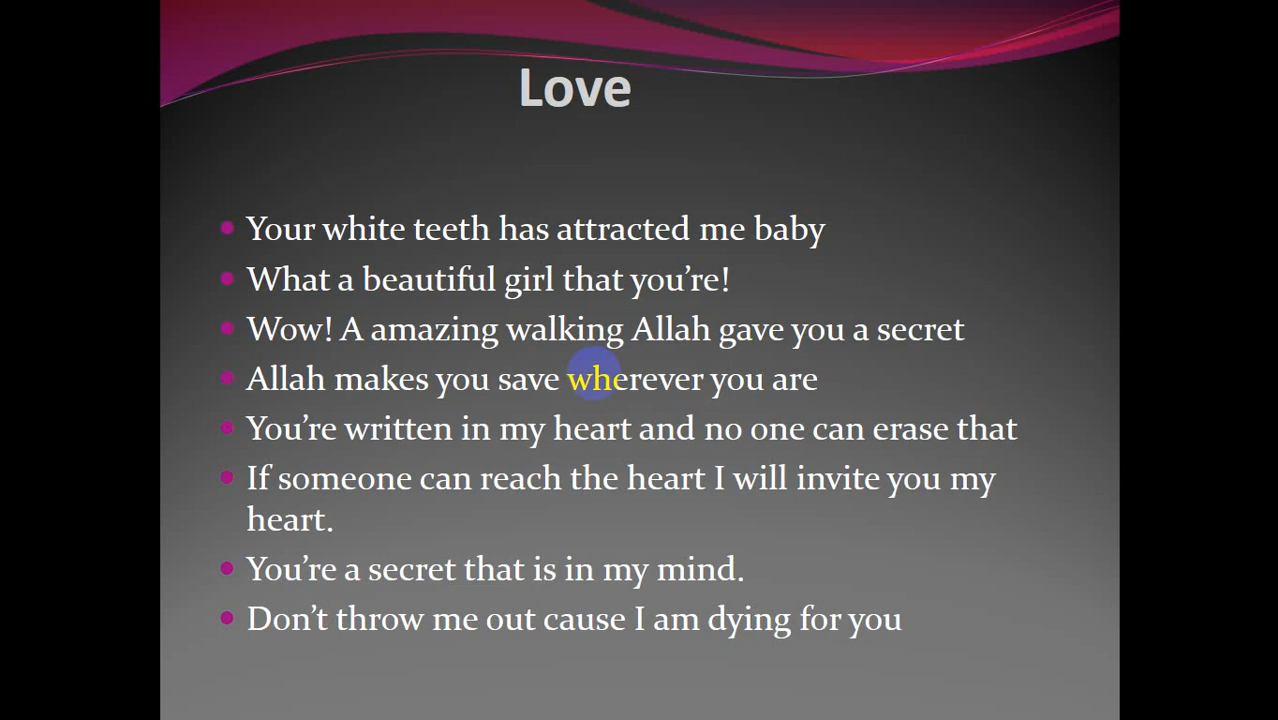 Love
Your white teeth has attracted me baby
What a beautiful girl that you're!
Wow! A amazing walking Allah gave you a secret
Allah makes you save wherever you are
You're written in my heart and no one can erase that
If someone can reach the heart I will invite you my
heart.
You're a secret that is in my mind.
Don't throw me out cause I am dying for you